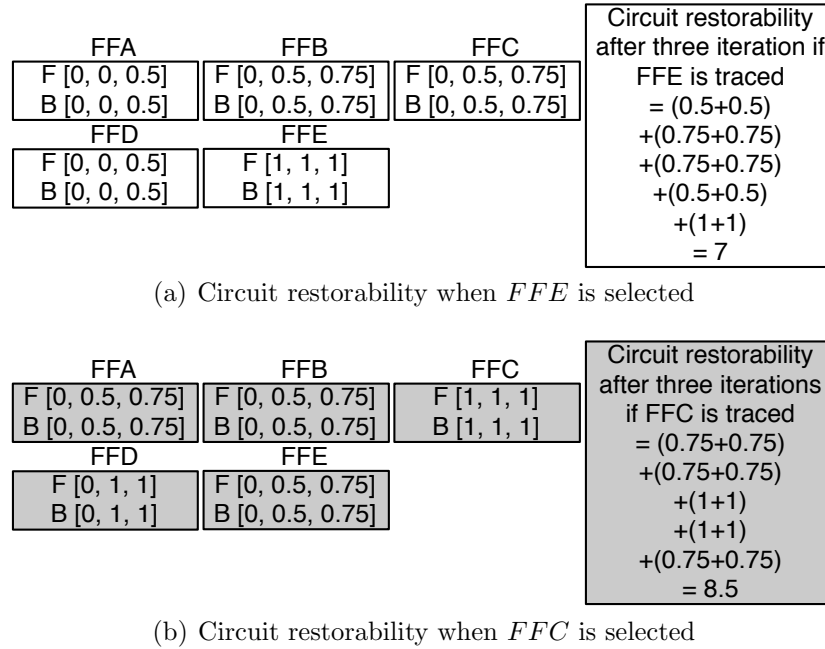 FFA FFB FFC
F [0, 0, 0.5] F [0, 0.5, 0.75] F [0, 0.5, 0.75]
B [0, 0, 0.5] B [0, 0.5, 0.75] B [0, 0.5, 0.75]
FFD FFE
F [0, 0, 0.5] F [1, 1, 1]
B [0, 0, 0.5] B [1, 1, 1]
Circuit restorability
after three iteration if
FFE is traced
= (0.5+0.5)
+(0.75+0.75)
+(0.75+0.75)
+(0.5+0.5)
+(1+1)
= 7
(a) Circuit restorability when FFE is selected
FFA FFB FFC
F [0, 0.5, 0.75] F [0, 0.5, 0.75] F [1, 1, 1]
B [0, 0.5, 0.75] B [0, 0.5, 0.75] B [1, 1, 1]
FFD FFE
F [0, 1, 1] F [0, 0.5, 0.75]
B [0, 1, 1] B [0, 0.5, 0.75]
Circuit restorability
after three iterations
if FFC is traced
= (0.75+0.75)
+(0.75+0.75)
+(1+1)
+(1+1)
+(0.75+0.75)
= 8.5
(b) Circuit restorability when FFC is selected